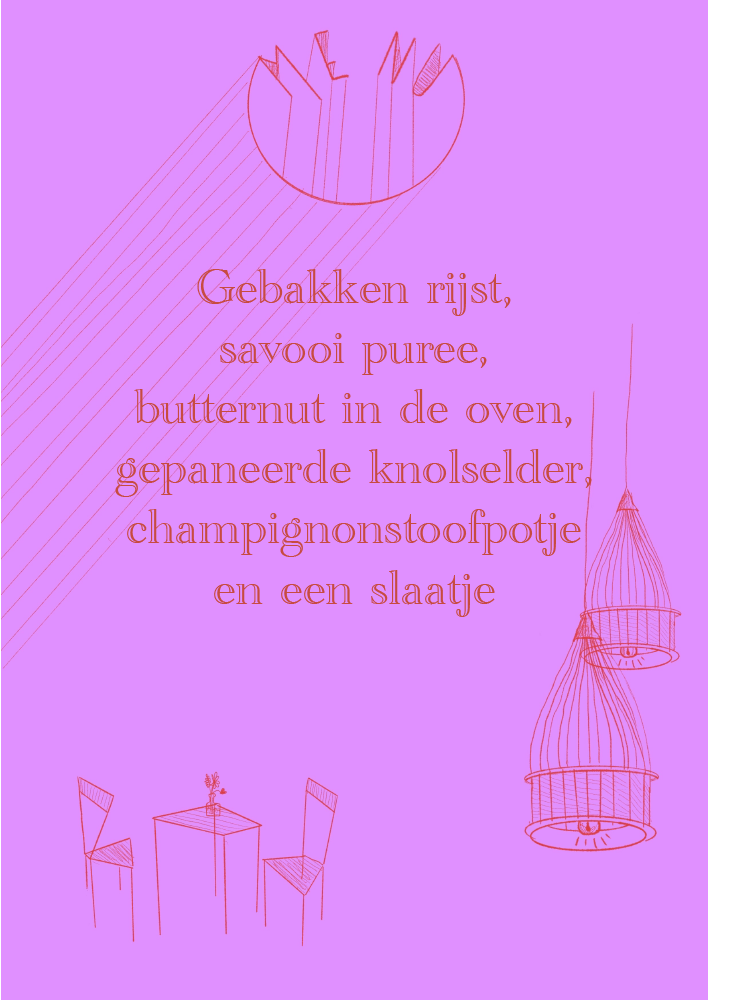 Gebakken rijst,
savooi puree,
butternut in de oven,
gepaneerde knolselder,
champignonstoofpotje
en een slaatje